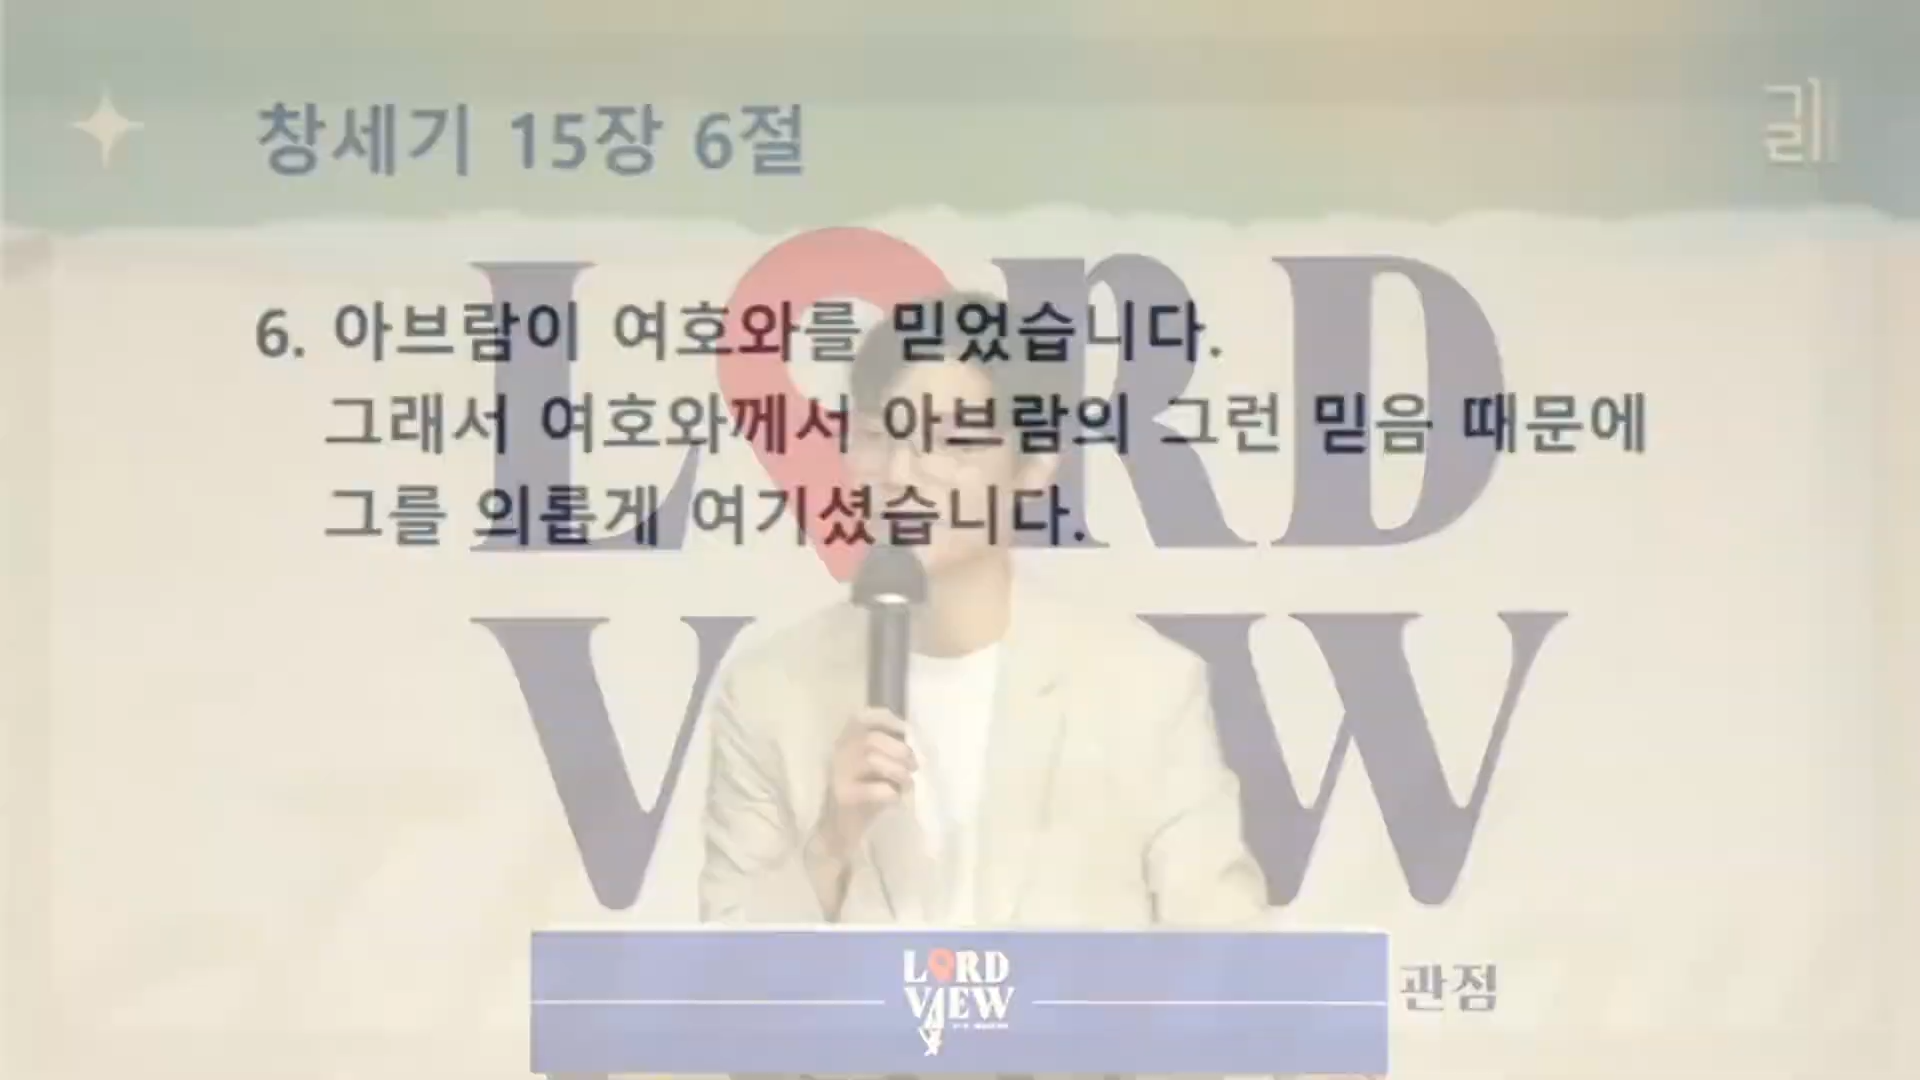 창세기 15장 6절
6. 아브람이 여호와를 믿었습니다.
그래서 여호와께서 아브람의 그런 믿음 때문에
그를 의롭게 여기셨습니다.
LORD
V W
LORD
VIEW
관점